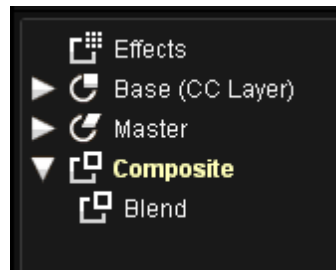 Effects
Base (CC Layer)
Master
Composite
Blend